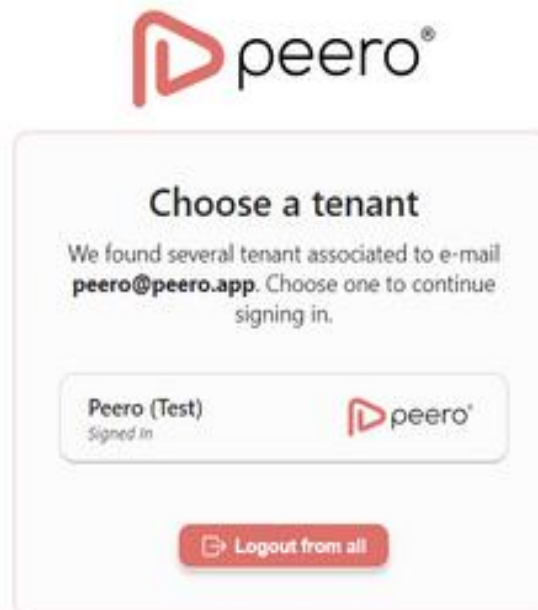 peero®
Choose a tenant
We found several tenant associated to e-mail
peero@peero.app. Choose one to continue
signing in.
Peero (Test)
Signed In
peero®
Logout from all